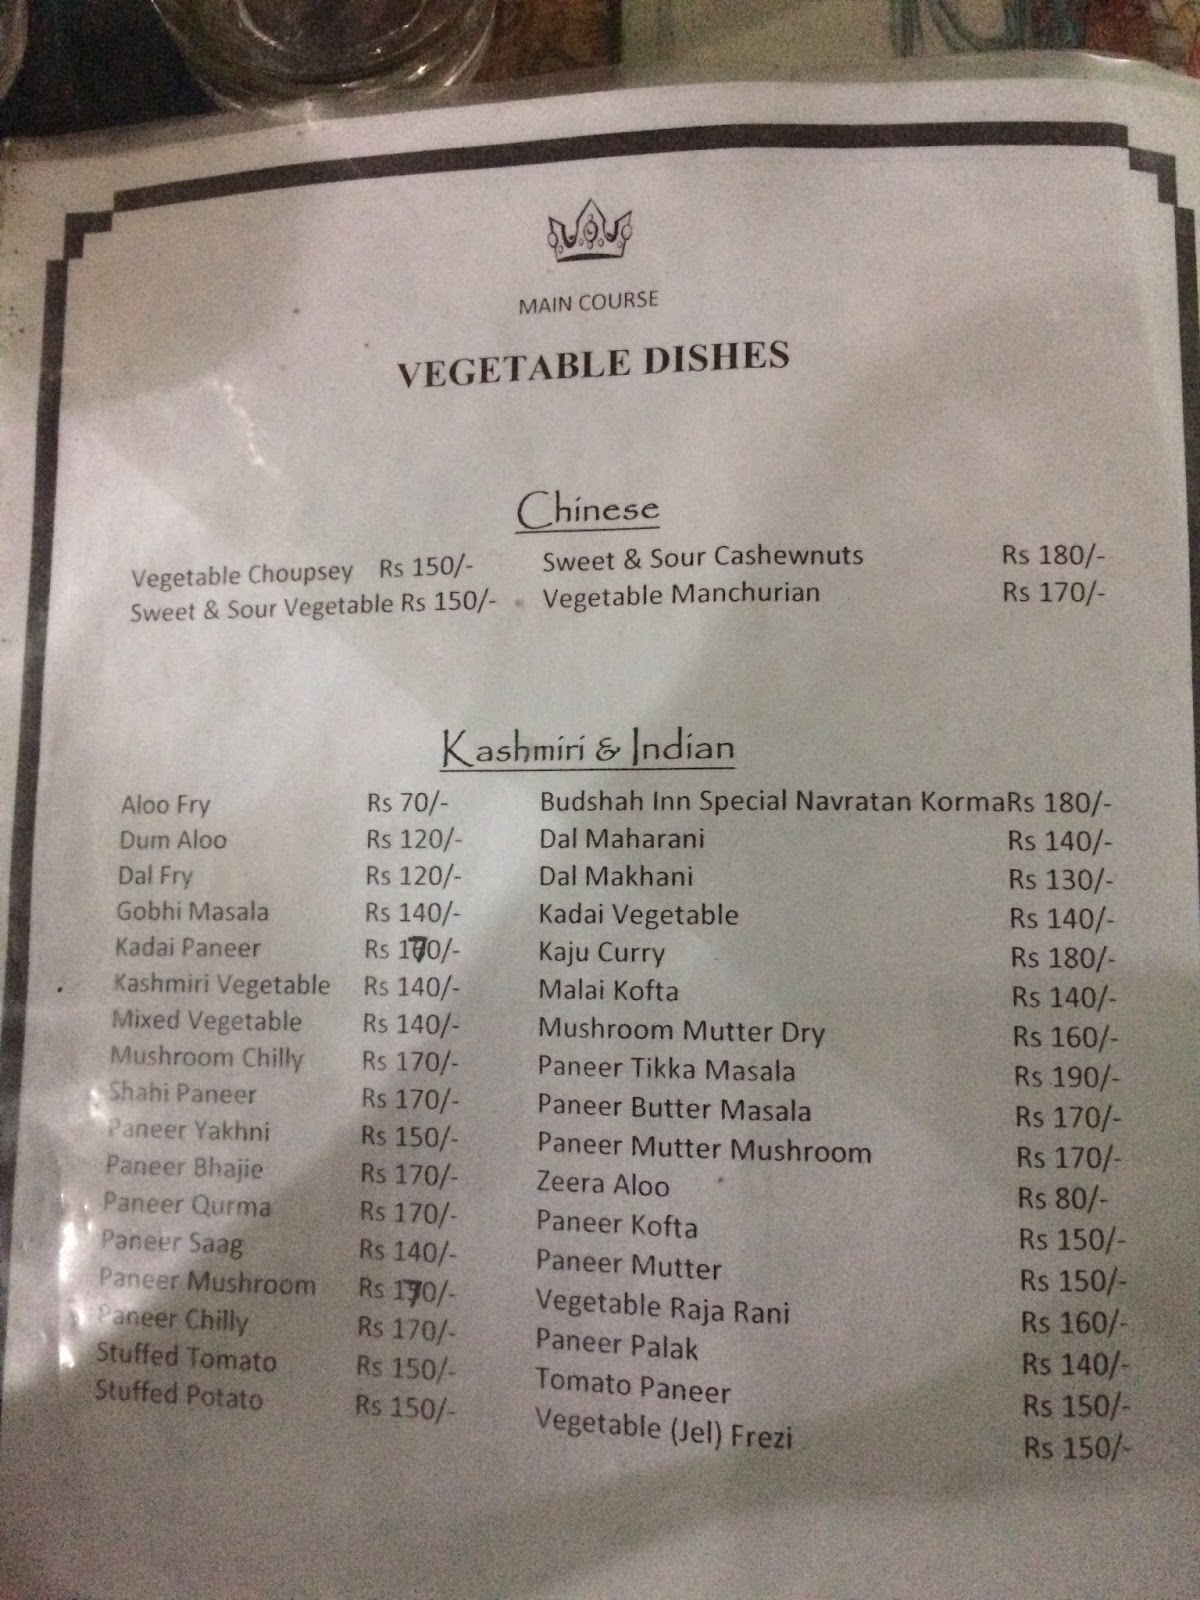 MAIN COURSE
VEGETABLE DISHES
Chinese
Vegetable Choupsey Rs 150/- Sweet & Sour Cashewnuts Rs 180/-
Sweet & Sour Vegetable Rs 150/- Vegetable Manchurian Rs 170/-
Kashmiri & Indian
Aloo Fry Rs 70/- Budshah Inn Special Navratan Korma Rs 180/-
Dum Aloo Rs 120/- Dal Maharani Rs 140/-
Dal Fry Rs 120/- Dal Makhani Rs 130/-
Gobhi Masala Rs 140/- Kadai Vegetable Rs 140/-
Kadai Paneer Rs 170/- Kaju Curry Rs 180/-
Kashmiri Vegetable Rs 140/- Malai Kofta Rs 140/-
Mixed Vegetable Rs 140/- Mushroom Mutter Dry Rs 160/-
Mushroom Chilly Rs 170/- Paneer Tikka Masala Rs 190/-
Shahi Paneer Rs 170/- Paneer Butter Masala Rs 170/-
Paneer Yakhni Rs 150/- Paneer Mutter Mushroom Rs 170/-
Paneer Bhajie Rs 170/- Zeera Aloo Rs 80/-
Paneer Qurma Rs 170/- Paneer Kofta Rs 150/-
Paneer Saag Rs 140/- Paneer Mutter Rs 150/-
Paneer Mushroom Rs 170/- Vegetable Raja Rani Rs 160/-
Paneer Chilly Rs 170/- Paneer Palak Rs 140/-
Stuffed Tomato Rs 150/- Tomato Paneer Rs 150/-
Stuffed Potato Rs 150/- Vegetable (Jel) Frezi Rs 150/-